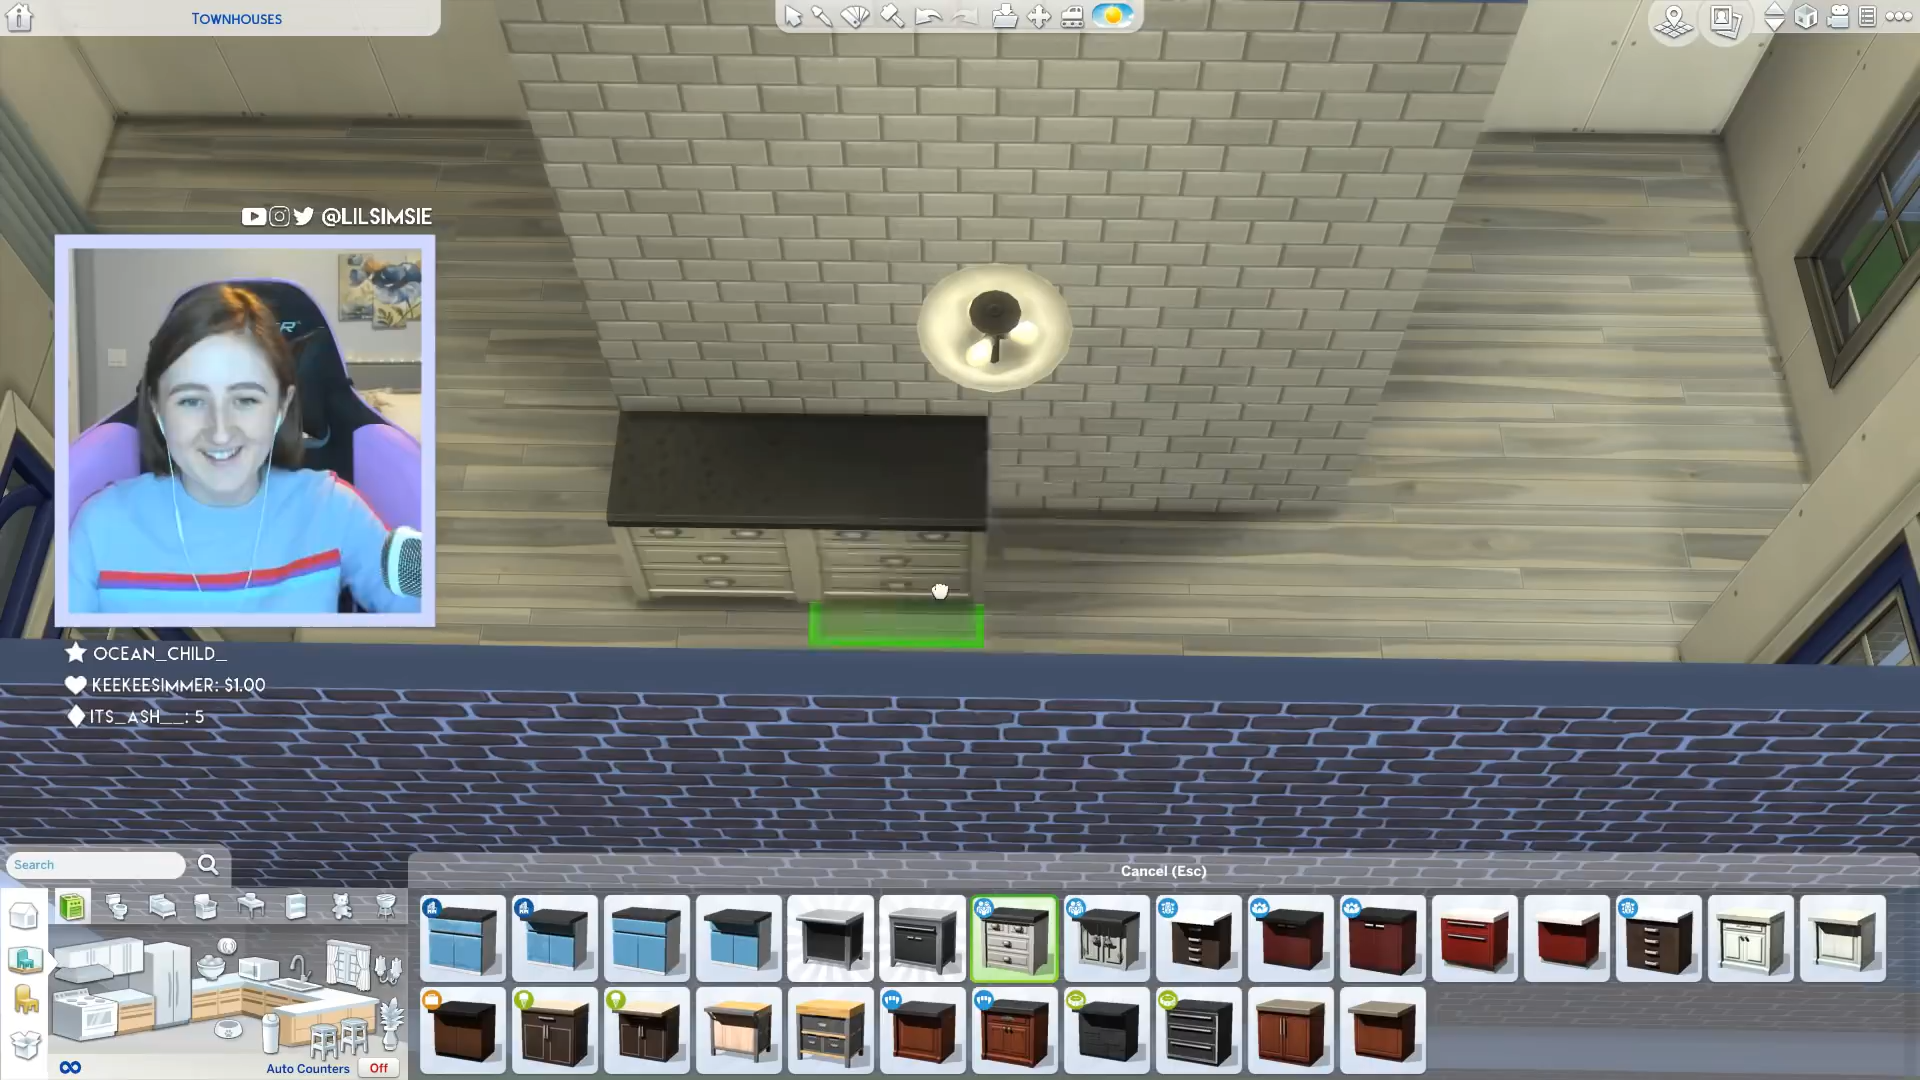 TOWNHOUSES
@LILSIMSIE
OCEAN_CHILD_
KEEKEESIMMER: $1.00
ITS_ASH__: 5
Search
Cancel (Esc)
Auto Counters Off